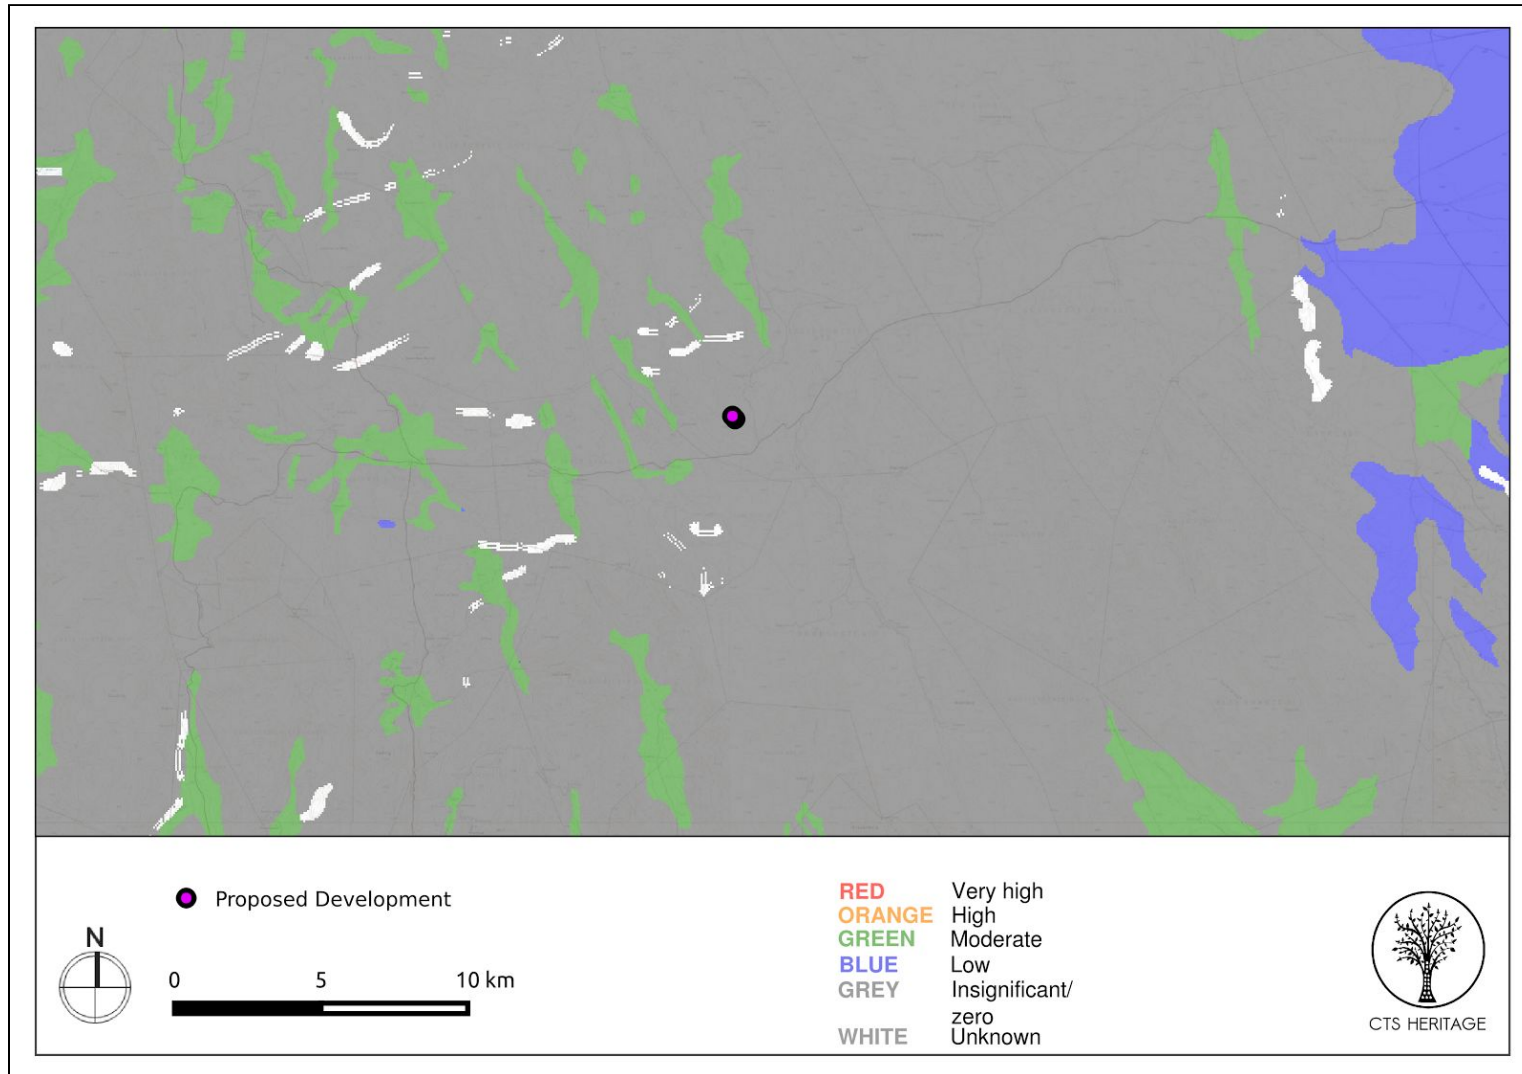 Proposed Development
N
0 5 10 km
RED Very high
ORANGE High
GREEN Moderate
BLUE Low
GREY Insignificant/
zero
WHITE Unknown
CTS HERITAGE